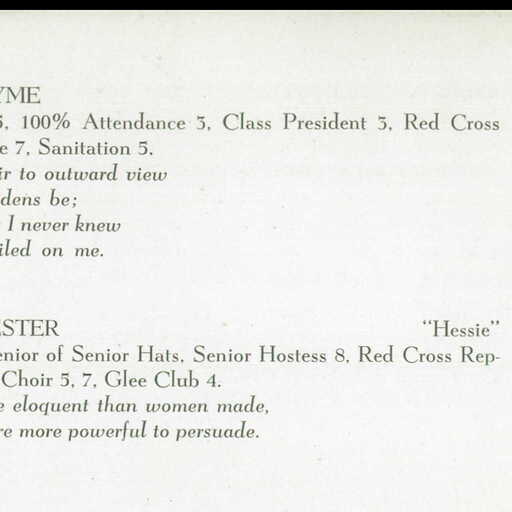 YME
5, 100% Attendance 3, Class President 3, Red Cross
e 7, Sanitation 5.
ir to outward view
dens be;
I never knew
iled on me.
ESTER "Hessie"
enior of Senior Hats, Senior Hostess 8, Red Cross Rep-
Choir 5, 7, Glee Club 4.
e eloquent than women made,
re more powerful to persuade.